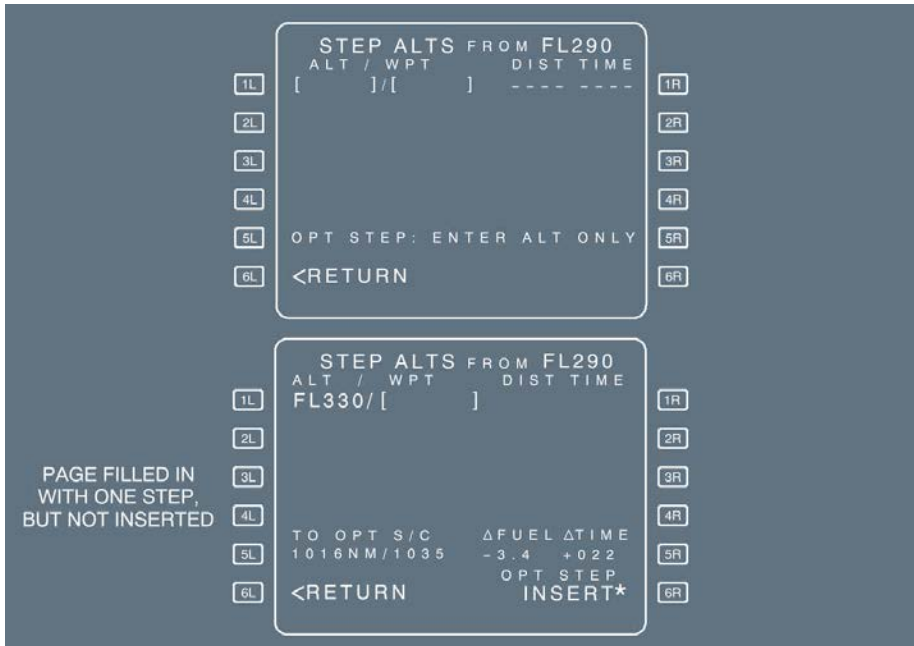 STEP ALTS FROM FL290
ALT / WPT DIST TIME
1L [ ]/[ ] ---- ---- 1R
2L 2R
3L 3R
4L 4R
5L OPT STEP: ENTER ALT ONLY 5R
6L <RETURN 6R
STEP ALTS FROM FL290
ALT / WPT DIST TIME
1L FL330/[ ] 1R
2L 2R
PAGE FILLED IN 3L 3R
WITH ONE STEP,
BUT NOT INSERTED 4L 4R
TO OPT S/C ΔFUEL ΔTIME
5L 1016NM/1035 -3.4 +022 5R
OPT STEP
6L <RETURN INSERT* 6R